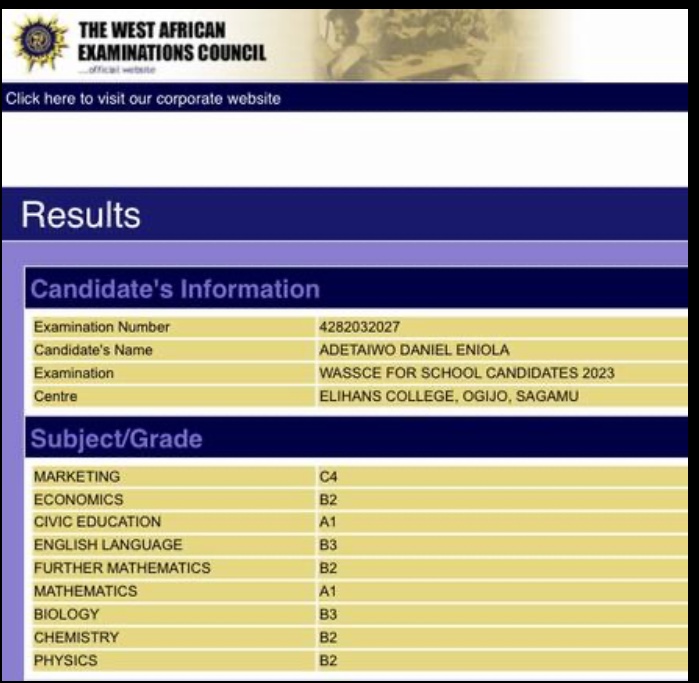 THE WEST AFRICAN
EXAMINATIONS COUNCIL
...official website
Click here to visit our corporate website
Results
Candidate's Information
Examination Number 4282032027
Candidate's Name ADETAIWO DANIEL ENIOLA
Examination WASSCE FOR SCHOOL CANDIDATES 2023
Centre ELIHANS COLLEGE, OGIJO, SAGAMU
Subject/Grade
MARKETING C4
ECONOMICS B2
CIVIC EDUCATION A1
ENGLISH LANGUAGE B3
FURTHER MATHEMATICS B2
MATHEMATICS A1
BIOLOGY B3
CHEMISTRY B2
PHYSICS B2